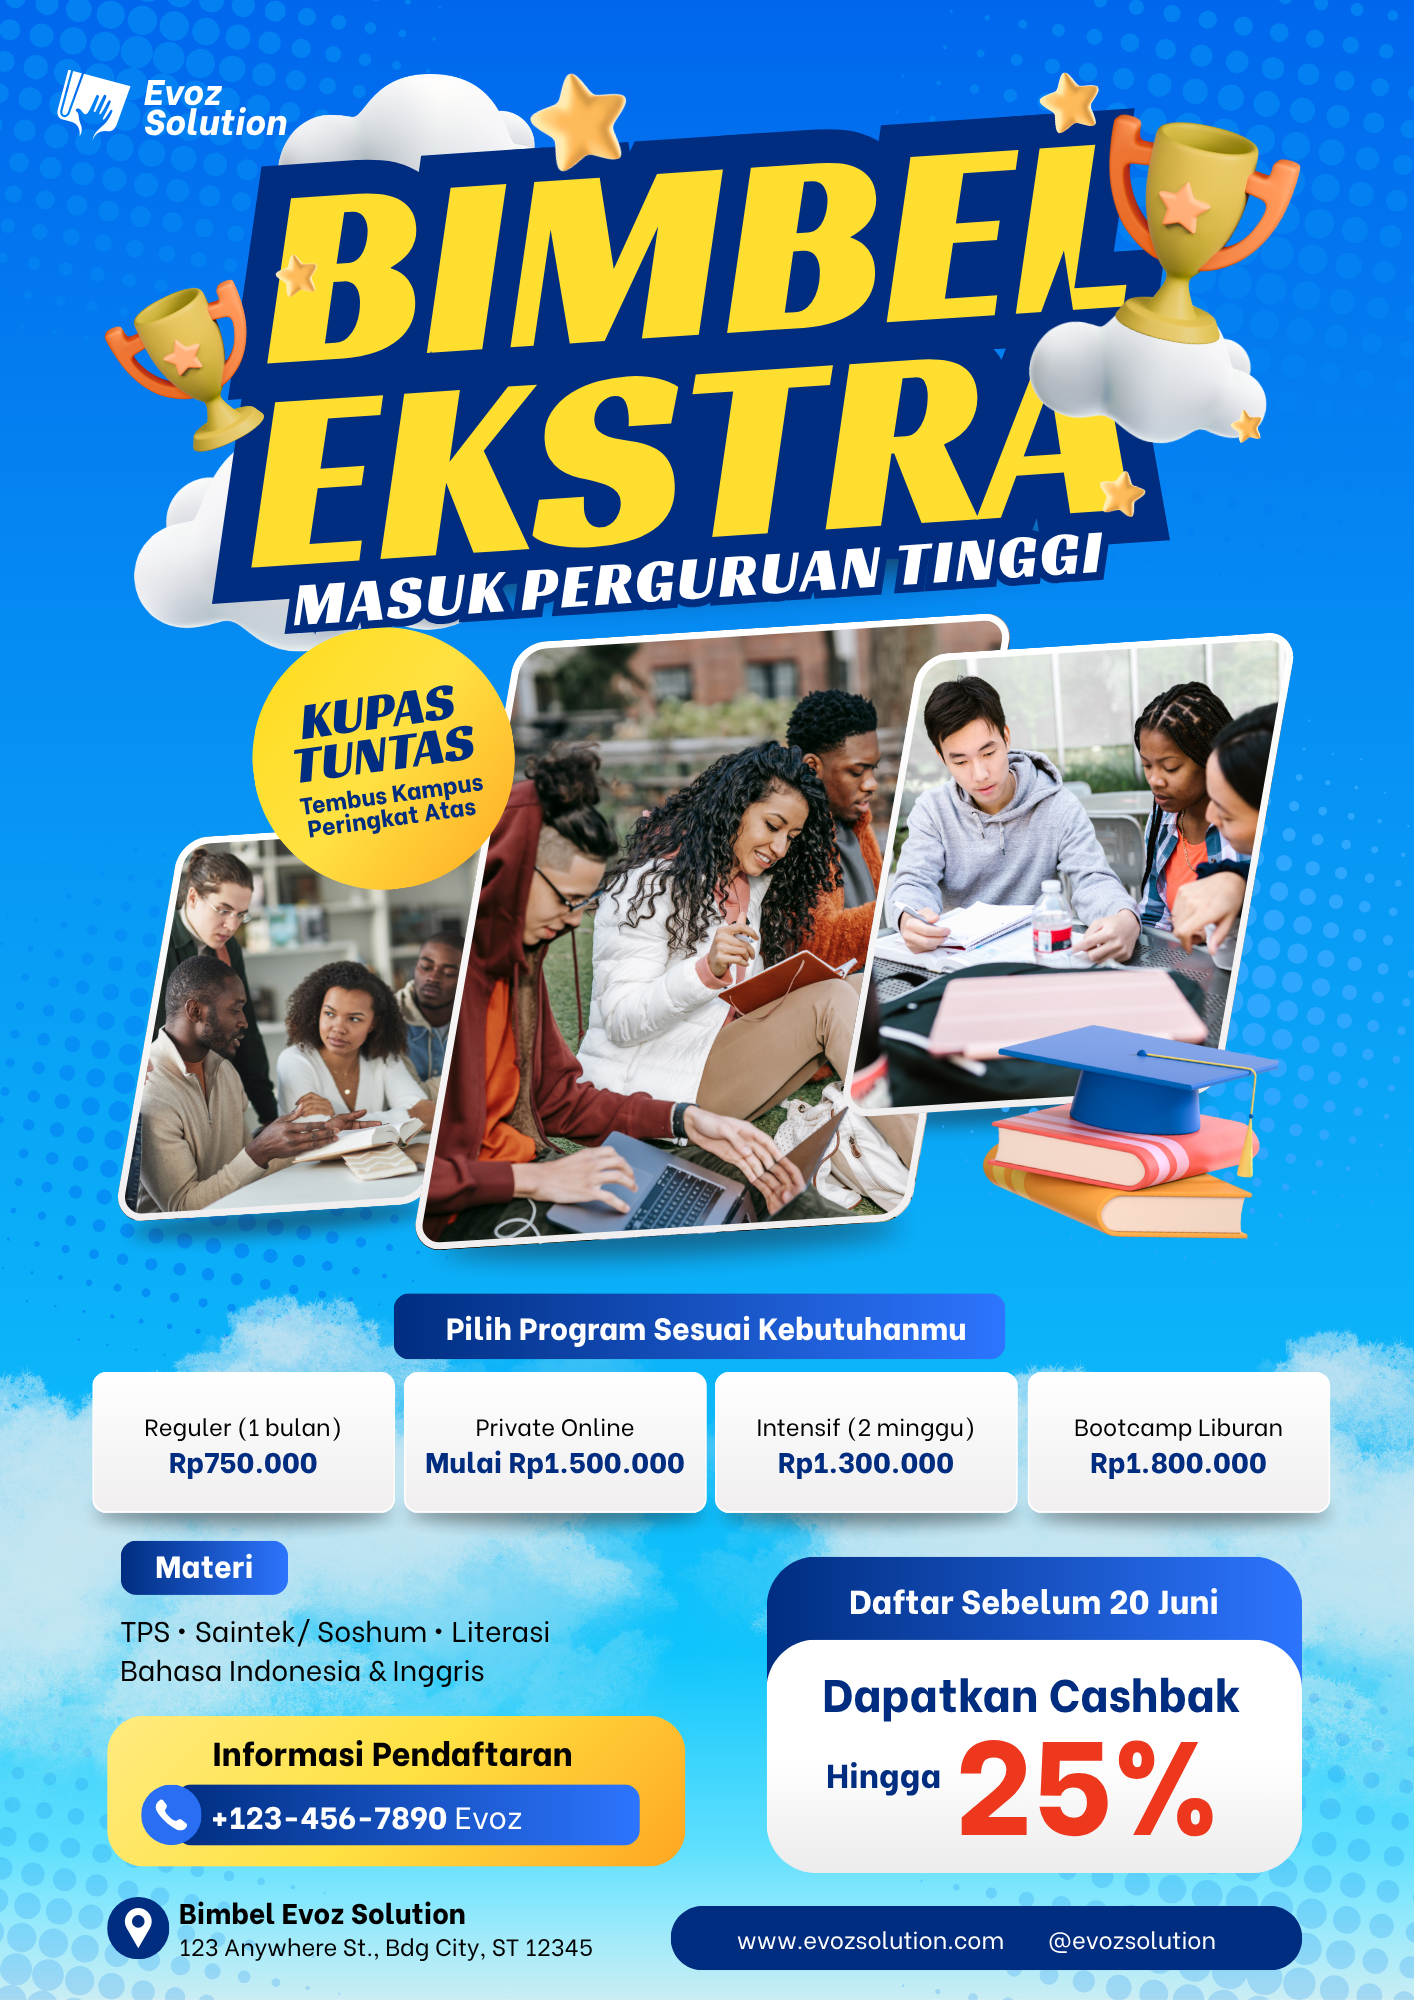 Evoz
Solution
BIMBEL
EKSTRA
MASUK PERGURUAN TINGGI
KUPAS
TUNTAS
Tembus Kampus
Peringkat Atas
Pilih Program Sesuai Kebutuhanmu
Reguler (1 bulan)
Rp750.000
Private Online
Mulai Rp1.500.000
Intensif (2 minggu)
Rp1.300.000
Bootcamp Liburan
Rp1.800.000
Materi
TPS • Saintek/ Soshum • Literasi
Bahasa Indonesia & Inggris
Daftar Sebelum 20 Juni
Dapatkan Cashbak
Hingga 25%
Informasi Pendaftaran
+123-456-7890 Evoz
Bimbel Evoz Solution
123 Anywhere St., Bdg City, ST 12345
www.evozsolution.com @evozsolution